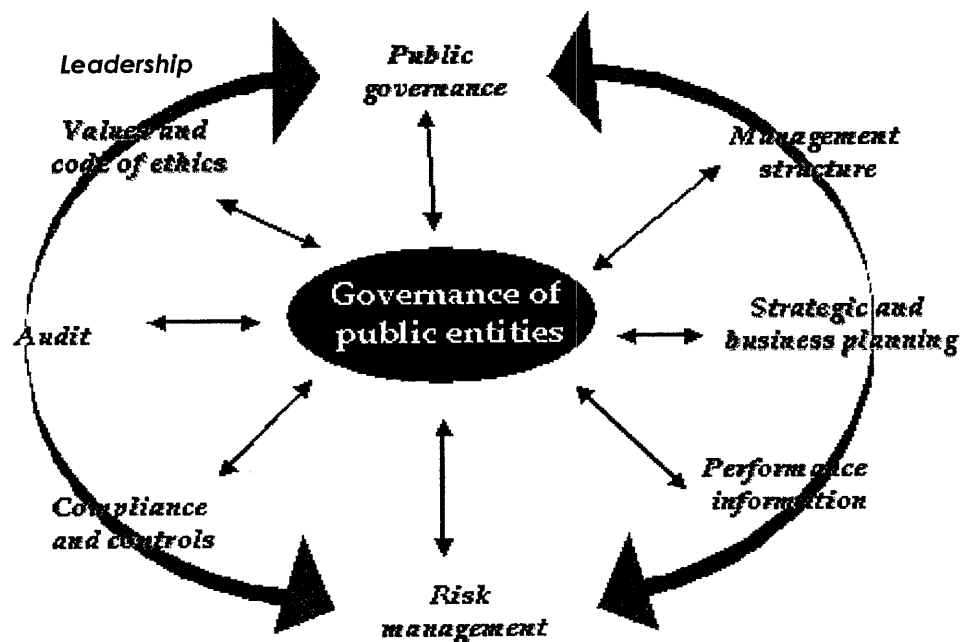 Leadership
Public
governance
Values and
code of ethics
Management
structure
Governance of
public entities
Audit
Strategic and
business planning
Compliance
and controls
Performance
information
Risk
management